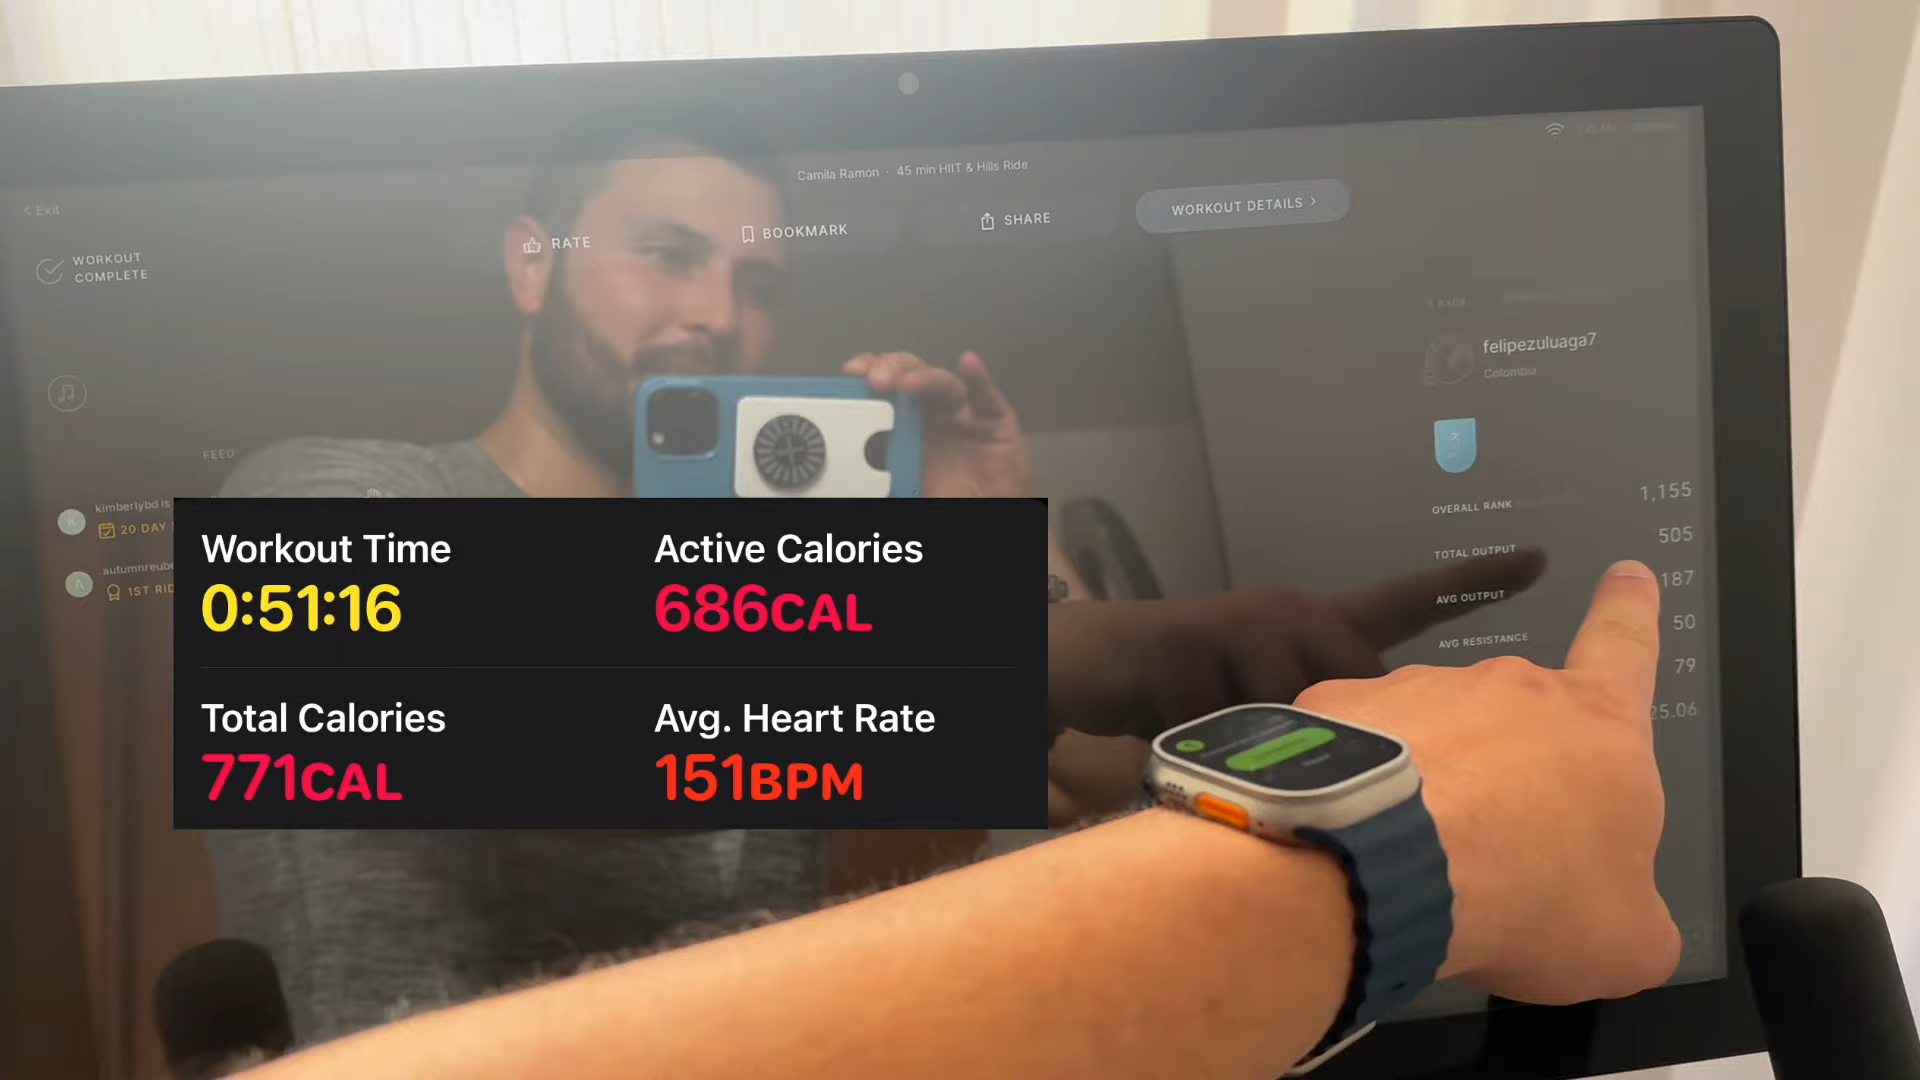 Camila Ramón · 45 min HIIT & Hills Ride
< Exit
WORKOUT COMPLETE
RATE
BOOKMARK
SHARE
WORKOUT DETAILS >
< BACK
felipezuluaga7
Colombia
3
FEED
kimberlybd is
20 DAY
autumnreube
1ST RID
OVERALL RANK 1,155
TOTAL OUTPUT 505
AVG OUTPUT 187
AVG RESISTANCE 50
79
25.06
Workout Time
0:51:16
Active Calories
686CAL
Total Calories
771CAL
Avg. Heart Rate
151BPM